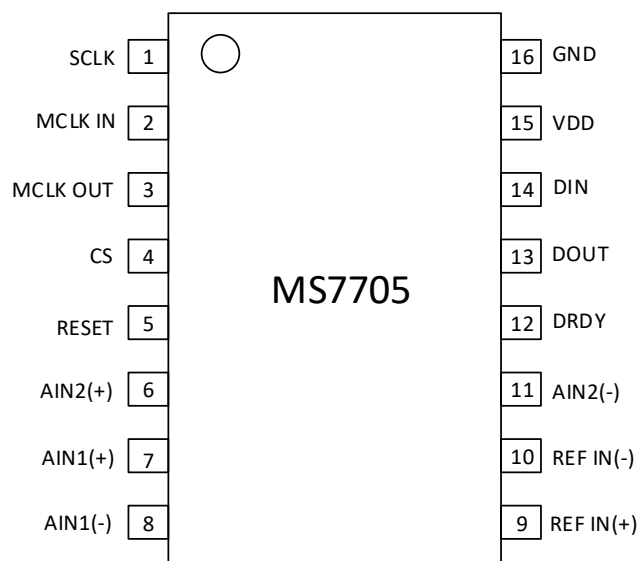 SCLK 1 16 GND
MCLK IN 2 15 VDD
MCLK OUT 3 14 DIN
CS 4 13 DOUT
MS7705
RESET 5 12 DRDY
AIN2(+) 6 11 AIN2(-)
AIN1(+) 7 10 REF IN(-)
AIN1(-) 8 9 REF IN(+)